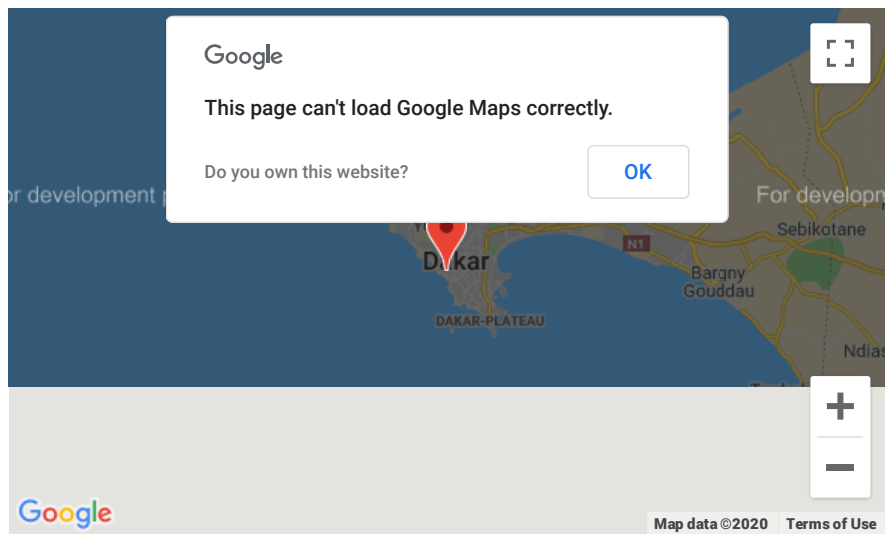 Google
This page can't load Google Maps correctly.
Do you own this website?
OK
or development
For developm
Sebikotane
N1
Dakar
Bargny
Gouddau
DAKAR-PLATEAU
Ndias
Google
Map data ©2020
Terms of Use